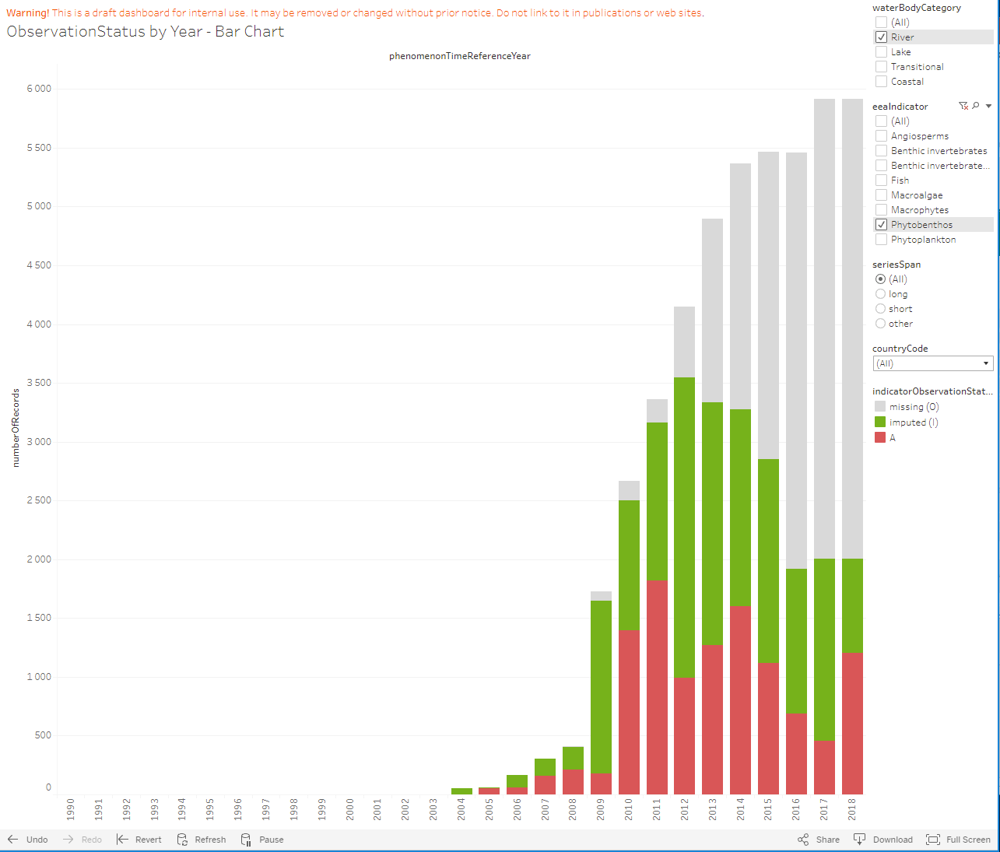 Warning! This is a draft dashboard for internal use. It may be removed or changed without prior notice. Do not link to it in publications or web sites.
ObservationStatus by Year - Bar Chart
phenomenonTimeReferenceYear
numberOfRecords
6 000
5 500
5 000
4 500
4 000
3 500
3 000
2 500
2 000
1 500
1 000
500
0
1990 1991 1992 1993 1994 1995 1996 1997 1998 1999 2000 2001 2002 2003 2004 2005 2006 2007 2008 2009 2010 2011 2012 2013 2014 2015 2016 2017 2018
waterBodyCategory
(All)
River
Lake
Transitional
Coastal
eeaIndicator
(All)
Angiosperms
Benthic invertebrates
Benthic invertebrate...
Fish
Macroalgae
Macrophytes
Phytobenthos
Phytoplankton
seriesSpan
(All)
long
short
other
countryCode
(All)
indicatorObservationStat...
missing (O)
imputed (I)
A
Undo Redo Revert Refresh Pause Share Download Full Screen